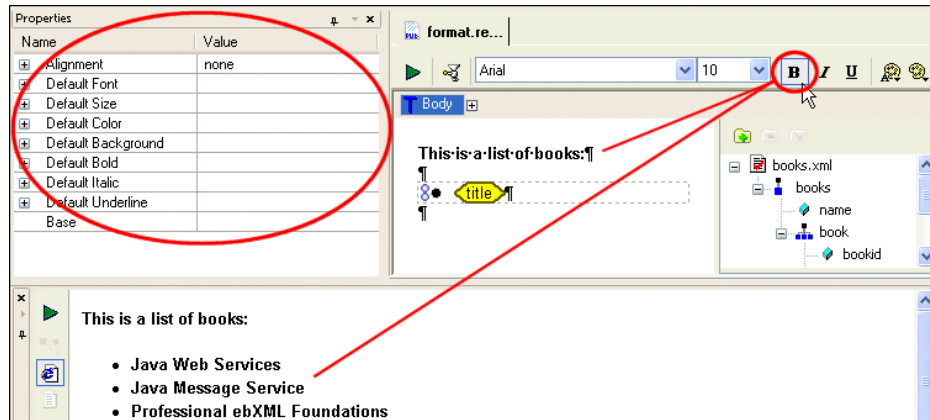 Properties
Name Value
Alignment none
Default Font
Default Size
Default Color
Default Background
Default Bold
Default Italic
Default Underline
Base
format.re...
Arial 10 B I U
Body
This·is·a·list·of·books:¶
¶
title ¶
¶
books.xml
books
name
book
bookid
This is a list of books:
• Java Web Services
• Java Message Service
• Professional ebXML Foundations